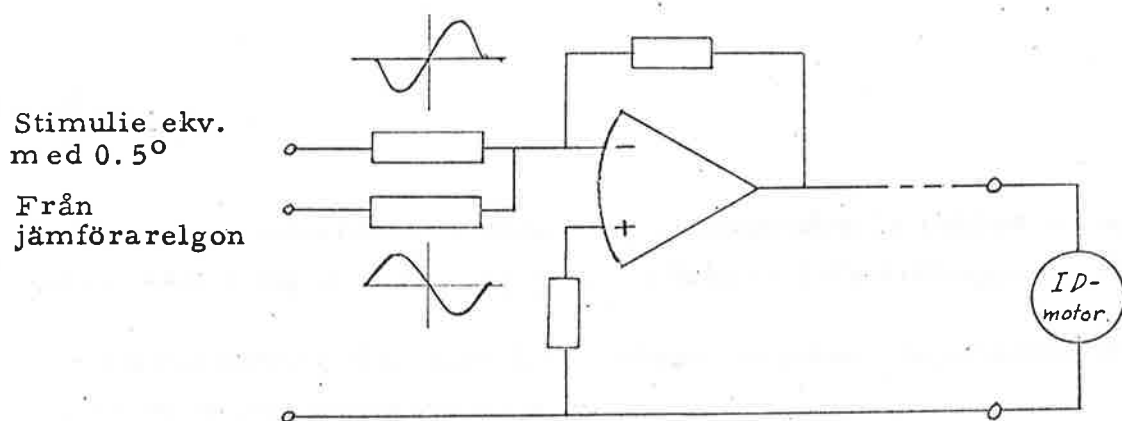 Stimulie ekv.
med 0.5°
Från
jämförarelgon
−
+
ID-
motor.